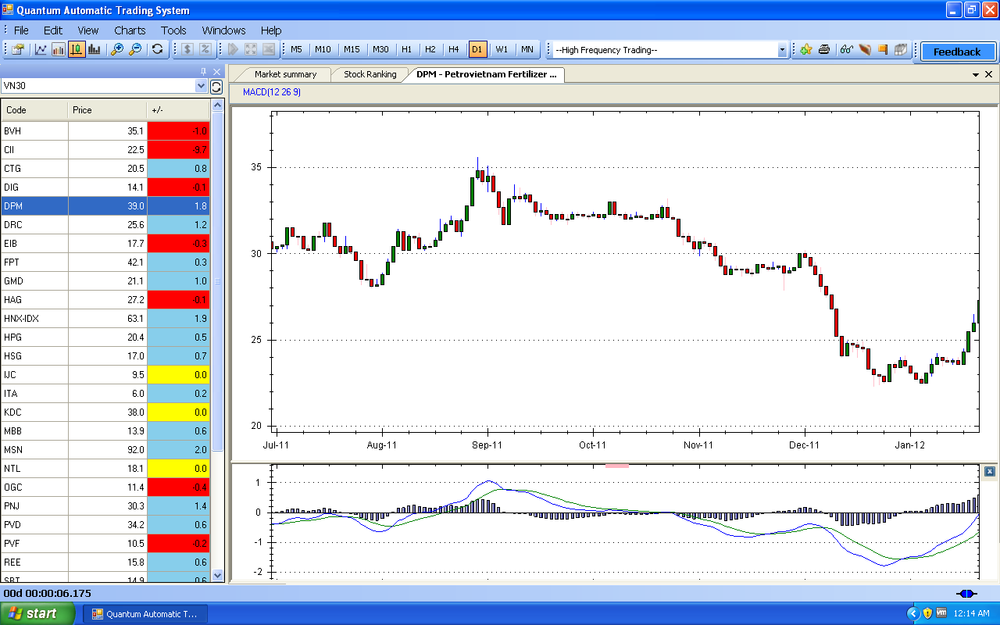 Quantum Automatic Trading System
File Edit View Charts Tools Windows Help
M5 M10 M15 M30 H1 H2 H4 D1 W1 MN --High Frequency Trading-- Feedback
VN30
Market summary Stock Ranking DPM - Petrovietnam Fertilizer ...
MACD(12 26 9)
Code Price +/-
BVH 35.1 -1.0
CII 22.5 -9.7
CTG 20.5 0.8
DIG 14.1 -0.1
DPM 39.0 1.8
DRC 25.6 1.2
EIB 17.7 -0.3
FPT 42.1 0.3
GMD 21.1 1.0
HAG 27.2 -0.1
HNX-IDX 63.1 1.9
HPG 20.4 0.5
HSG 17.0 0.7
IJC 9.5 0.0
ITA 6.0 0.2
KDC 38.0 0.0
MBB 13.9 0.6
MSN 92.0 2.0
NTL 18.1 0.0
OGC 11.4 -0.4
PNJ 30.3 1.4
PVD 34.2 0.6
PVF 10.5 -0.2
REE 15.8 0.6
SBT 14.9 0.6
35
30
25
20
Jul-11 Aug-11 Sep-11 Oct-11 Nov-11 Dec-11 Jan-12
1
0
-1
-2
00d 00:00:06.175
start Quantum Automatic T... 12:14 AM